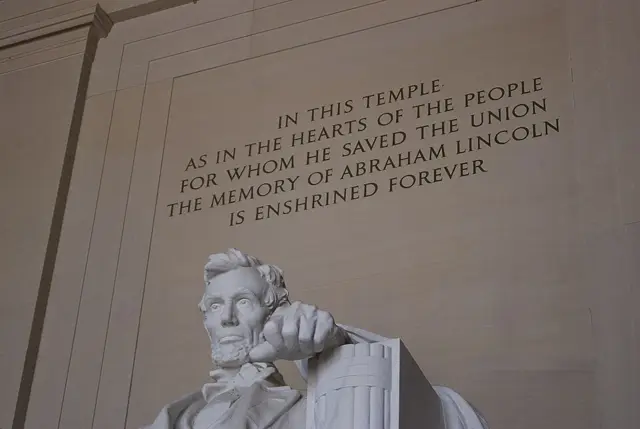 IN THIS TEMPLE
AS IN THE HEARTS OF THE PEOPLE
FOR WHOM HE SAVED THE UNION
THE MEMORY OF ABRAHAM LINCOLN
IS ENSHRINED FOREVER